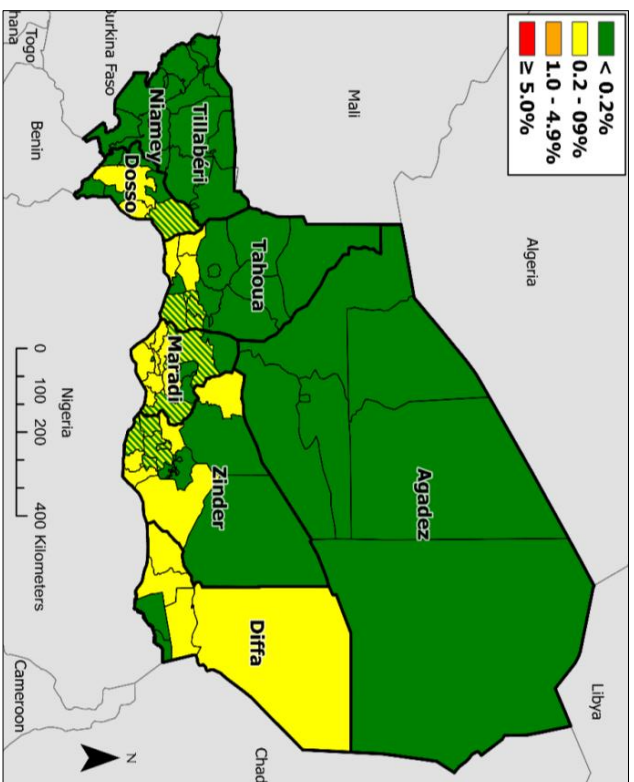 < 0.2%
0.2 - 09%
1.0 - 4.9%
≥ 5.0%
Algeria
Libya
Mali
Agadez
Tahoua
Tillabéri
Niamey
Dosso
Maradi
Zinder
Diffa
Chad
Burkina Faso
Benin
Togo
hana
Nigeria
Cameroon
0 100 200 400 Kilometers
N